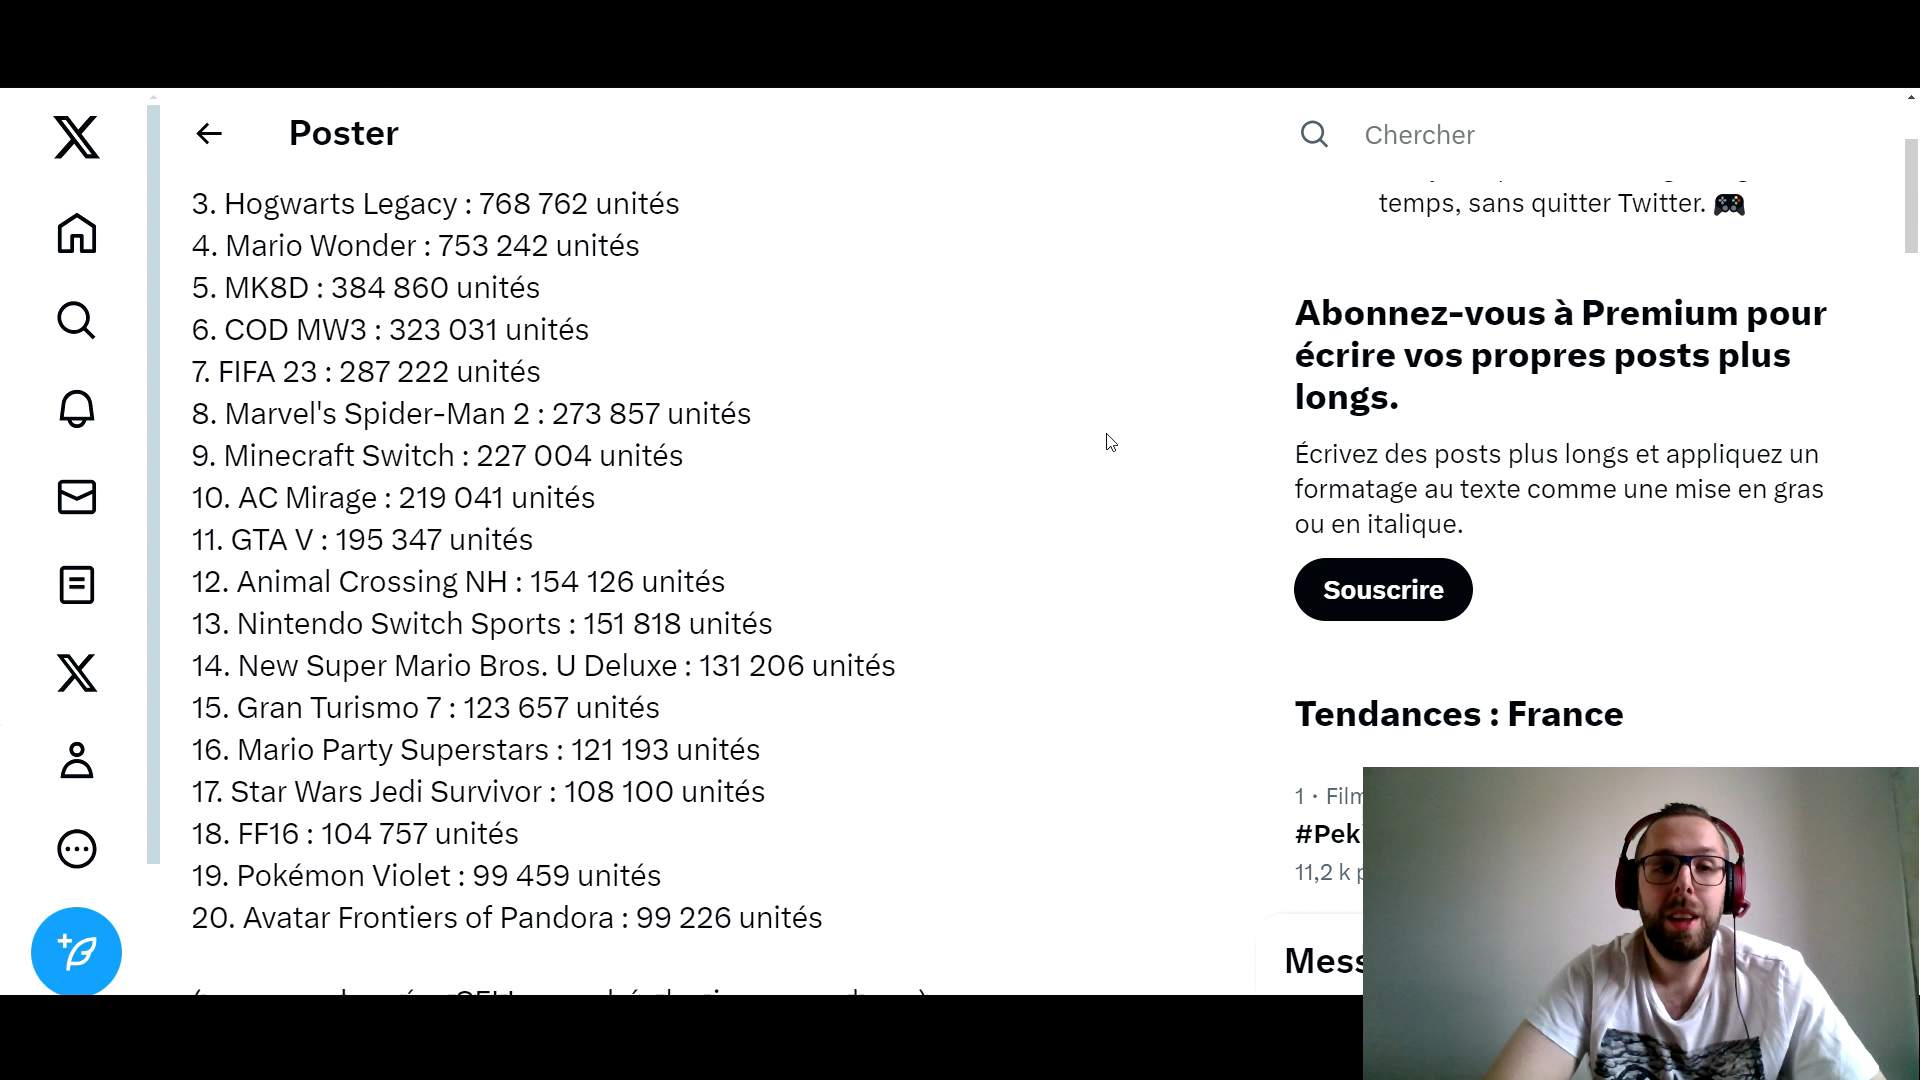 Poster
3. Hogwarts Legacy : 768 762 unités
4. Mario Wonder : 753 242 unités
5. MK8D : 384 860 unités
6. COD MW3 : 323 031 unités
7. FIFA 23 : 287 222 unités
8. Marvel's Spider-Man 2 : 273 857 unités
9. Minecraft Switch : 227 004 unités
10. AC Mirage : 219 041 unités
11. GTA V : 195 347 unités
12. Animal Crossing NH : 154 126 unités
13. Nintendo Switch Sports : 151 818 unités
14. New Super Mario Bros. U Deluxe : 131 206 unités
15. Gran Turismo 7 : 123 657 unités
16. Mario Party Superstars : 121 193 unités
17. Star Wars Jedi Survivor : 108 100 unités
18. FF16 : 104 757 unités
19. Pokémon Violet : 99 459 unités
20. Avatar Frontiers of Pandora : 99 226 unités
Chercher
temps, sans quitter Twitter. 🎮
Abonnez-vous à Premium pour
écrire vos propres posts plus
longs.
Écrivez des posts plus longs et appliquez un
formatage au texte comme une mise en gras
ou en italique.
Souscrire
Tendances : France
1 · Film
#Pek
11,2 k p
Mess